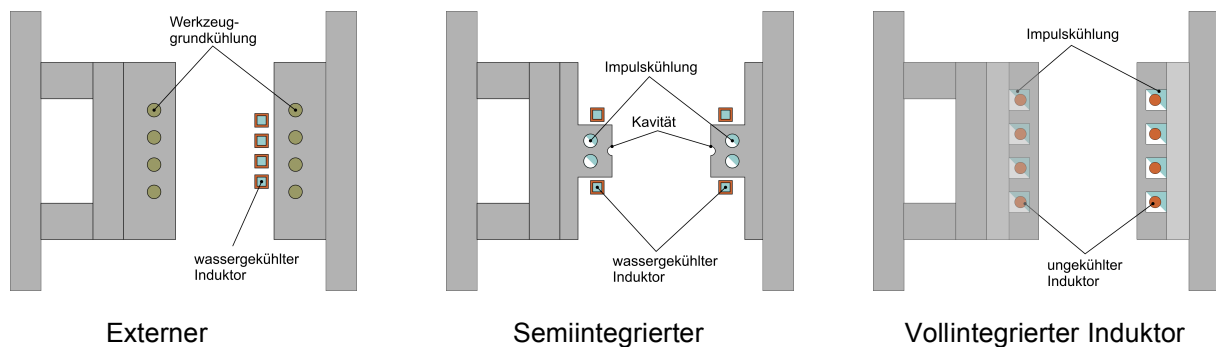 Werkzeug-
grundkühlung
wassergekühlter
Induktor
Externer
Impulskühlung
Kavität
wassergekühlter
Induktor
Semiintegrierter
Impulskühlung
ungekühlter
Induktor
Vollintegrierter Induktor